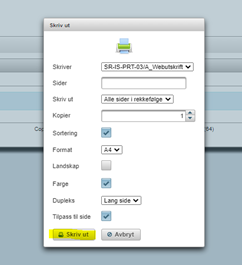 Skriv ut
Skriver SR-IS-PRT-03/A_Webutskrift
Sider
Skriv ut Alle sider i rekkefølge
Kopier 1
Sortering
Format A4
Landskap
Farge
Dupleks Lang side
Tilpass til side
Skriv ut Avbryt